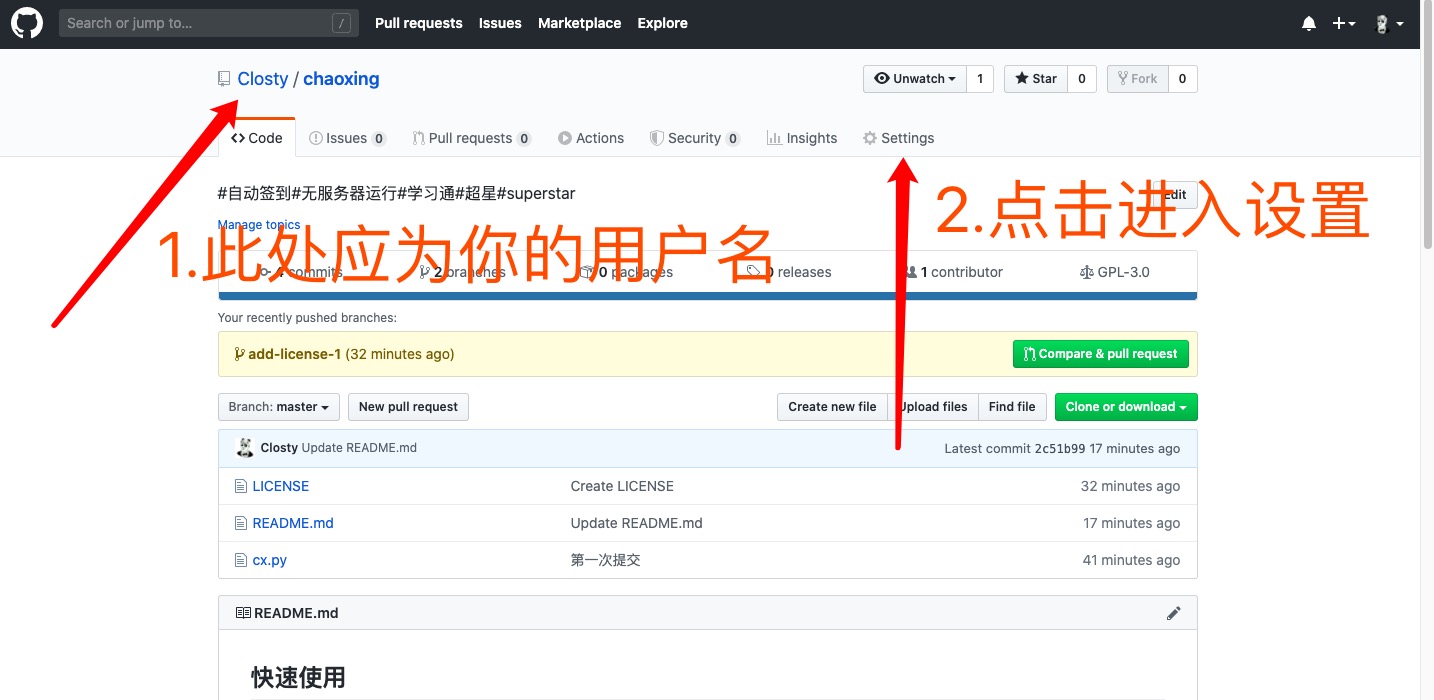 Search or jump to... /
Pull requests Issues Marketplace Explore
Closty / chaoxing
Unwatch 1 Star 0 Fork 0
Code Issues 0 Pull requests 0 Actions Security 0 Insights Settings
#自动签到#无服务器运行#学习通#超星#superstar
Edit
2.点击进入设置
Manage topics
1.此处应为你的用户名
4 commits 2 branches 0 packages 0 releases 1 contributor GPL-3.0
Your recently pushed branches:
add-license-1 (32 minutes ago) Compare & pull request
Branch: master New pull request Create new file Upload files Find file Clone or download
Closty Update README.md Latest commit 2c51b99 17 minutes ago
LICENSE Create LICENSE 32 minutes ago
README.md Update README.md 17 minutes ago
cx.py 第一次提交 41 minutes ago
README.md
快速使用